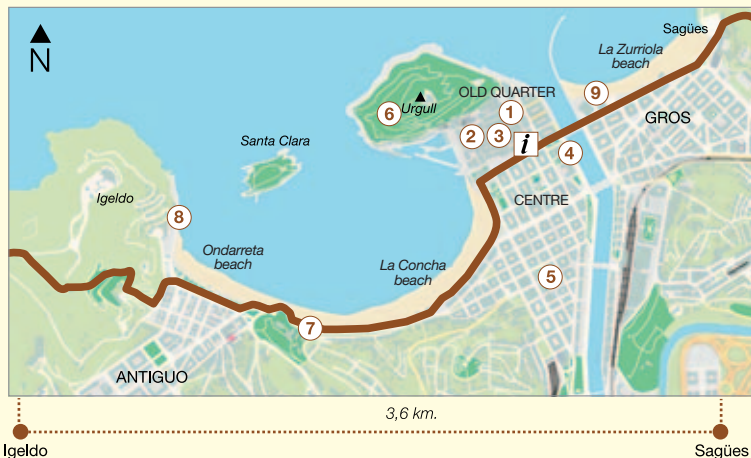 N
Sagües
La Zurriola
beach
OLD QUARTER
Urgull
6
1
9
GROS
2
3
i
4
Santa Clara
Igeldo
CENTRE
8
Ondarreta
beach
La Concha
beach
5
7
ANTIGUO
3,6 km.
Igeldo
Sagües